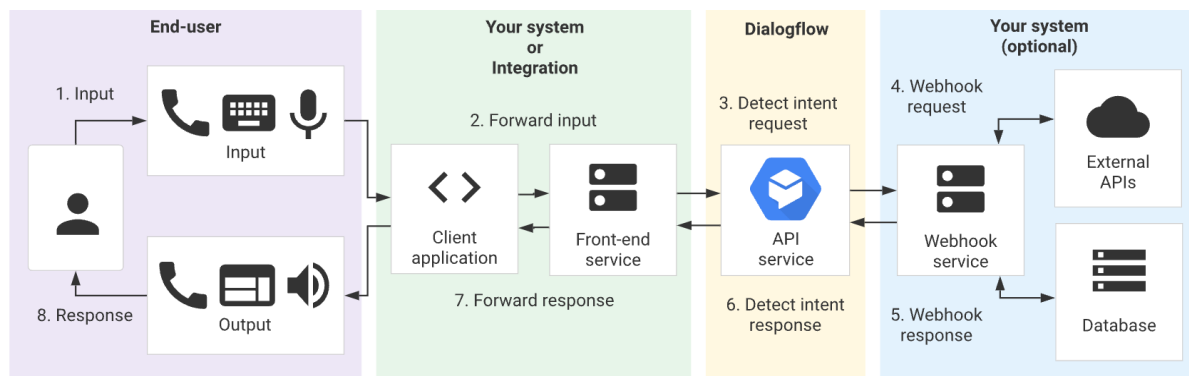 End-user
Your system
or
Integration
Dialogflow
Your system
(optional)
1. Input
Input
2. Forward input
3. Detect intent
request
4. Webhook
request
External
APIs
Client
application
Front-end
service
API
service
Webhook
service
8. Response
Output
7. Forward response
6. Detect intent
response
5. Webhook
response
Database